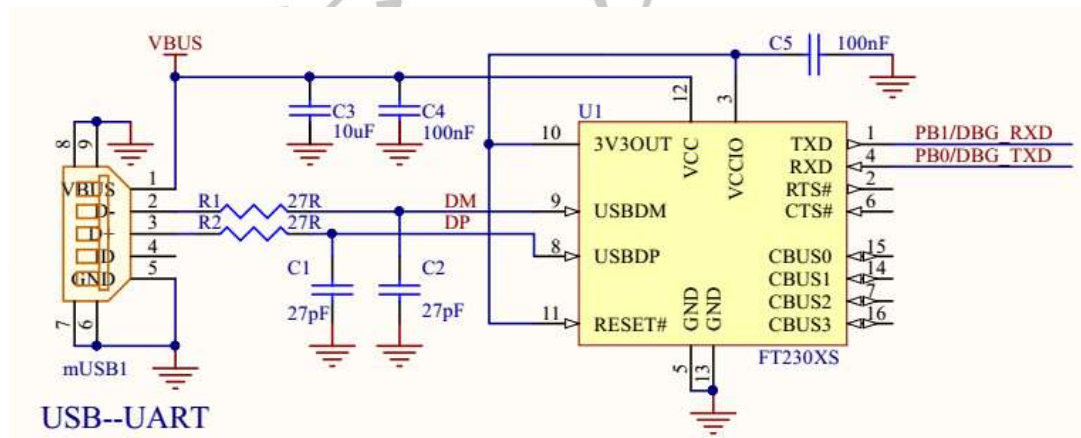 VBUS
C5 100nF
C3
10uF
C4
100nF
12
3
U1
8
9
10 3V3OUT
VCC
VCCIO
TXD 1 PB1/DBG_RXD
RXD 4 PB0/DBG_TXD
RTS# 2
CTS# 6
VBUS 1
D- 2 R1 27R DM 9 USBDM
D+ 3 R2 27R DP 8 USBDP
ID 4
GND 5
C1
27pF
C2
27pF
CBUS0 15
CBUS1 14
CBUS2 7
CBUS3 16
11 RESET#
GND
GND
7
6
5
13
mUSB1
FT230XS
USB--UART